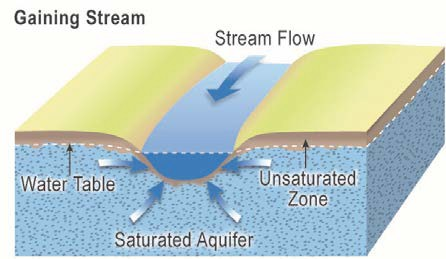 Gaining Stream
Stream Flow
Water Table
Unsaturated
Zone
Saturated Aquifer